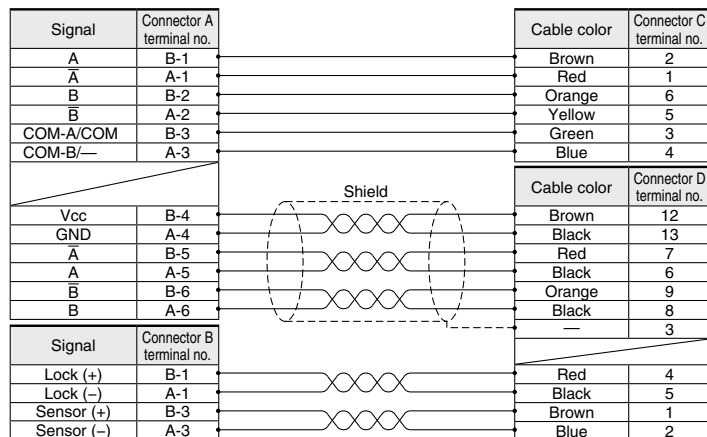 Signal Connector A terminal no. Cable color Connector C terminal no.
A B-1 Brown 2
A̅ A-1 Red 1
B B-2 Orange 6
B̅ A-2 Yellow 5
COM-A/COM B-3 Green 3
COM-B/— A-3 Blue 4
Shield Cable color Connector D terminal no.
Vcc B-4 Brown 12
GND A-4 Black 13
A̅ B-5 Red 7
A A-5 Black 6
B̅ B-6 Orange 9
B A-6 Black 8
— 3
Signal Connector B terminal no.
Lock (+) B-1 Red 4
Lock (−) A-1 Black 5
Sensor (+) B-3 Brown 1
Sensor (−) A-3 Blue 2